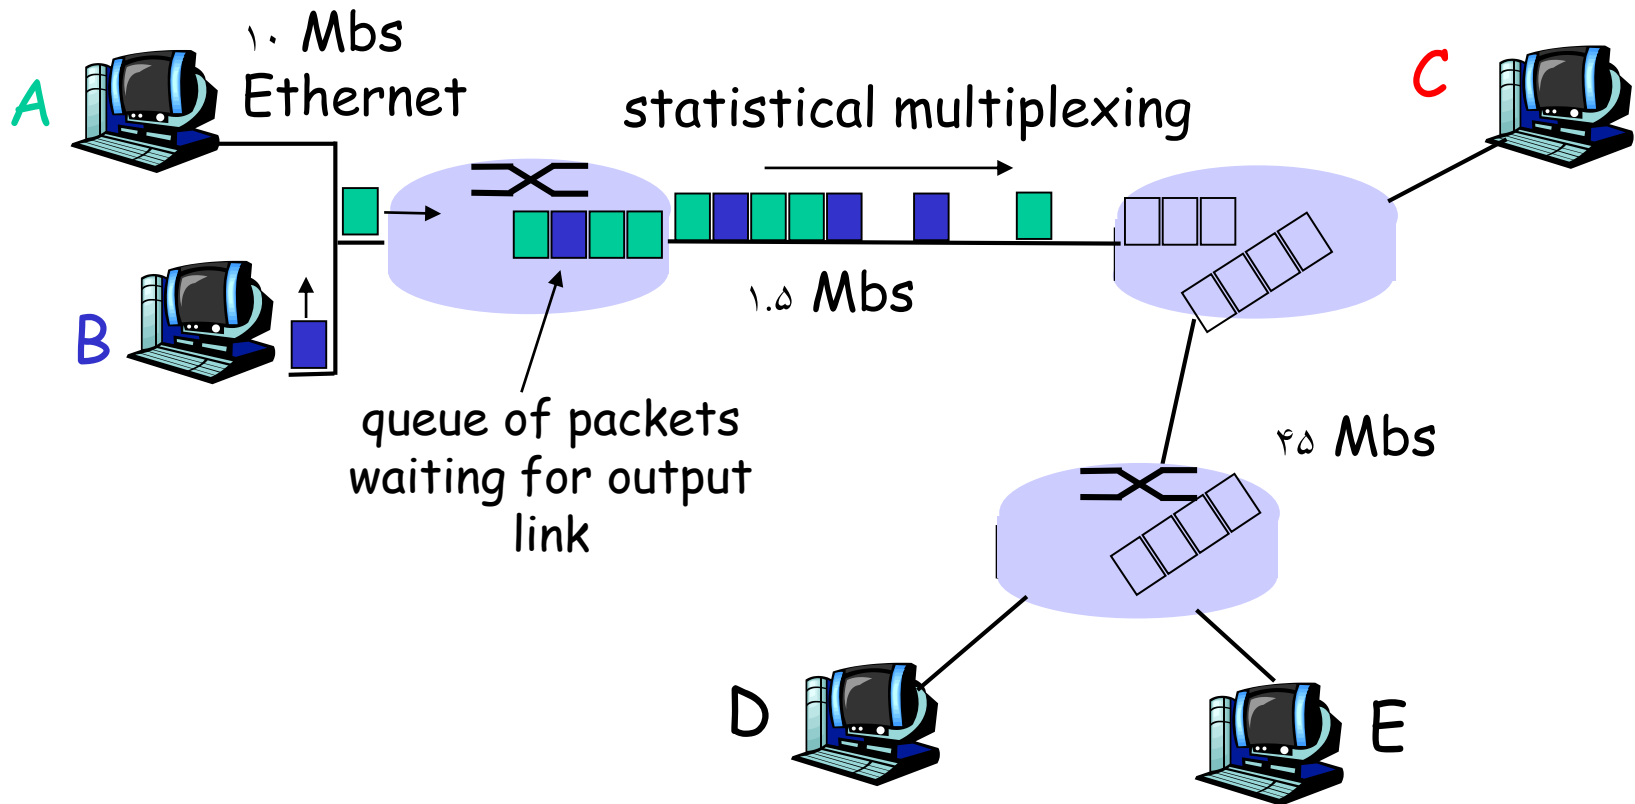 ۱۰ Mbs
Ethernet
A
statistical multiplexing
C
B
۱.۵ Mbs
queue of packets
waiting for output
link
۴۵ Mbs
D
E